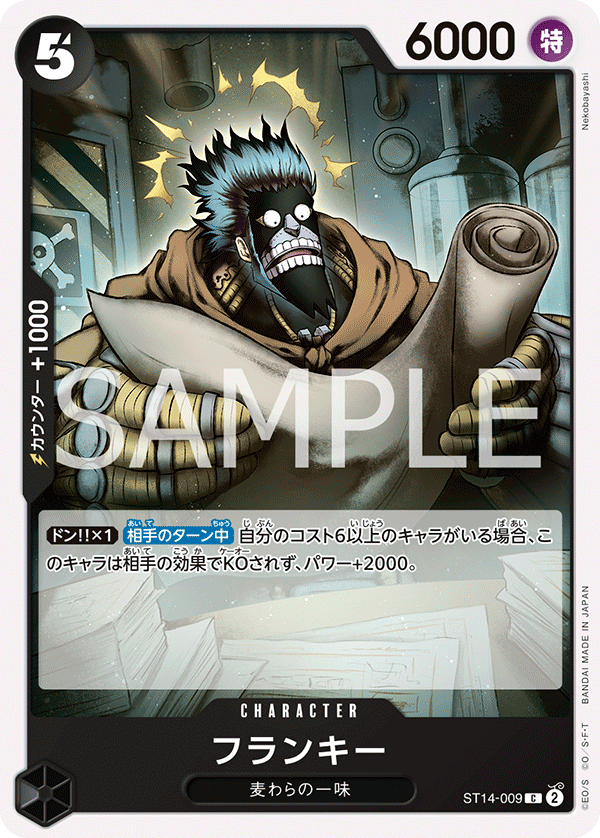 5
6000 特
Nekobayashi
カウンター +1000
SAMPLE
ドン!!×1 相手のターン中 自分のコスト6以上のキャラがいる場合、こ
のキャラは相手の効果でKOされず、パワー+2000。
©E.O/S ©O／S・F・T BANDAI MADE IN JAPAN
CHARACTER
フランキー
麦わらの一味
ST14-009 C 2